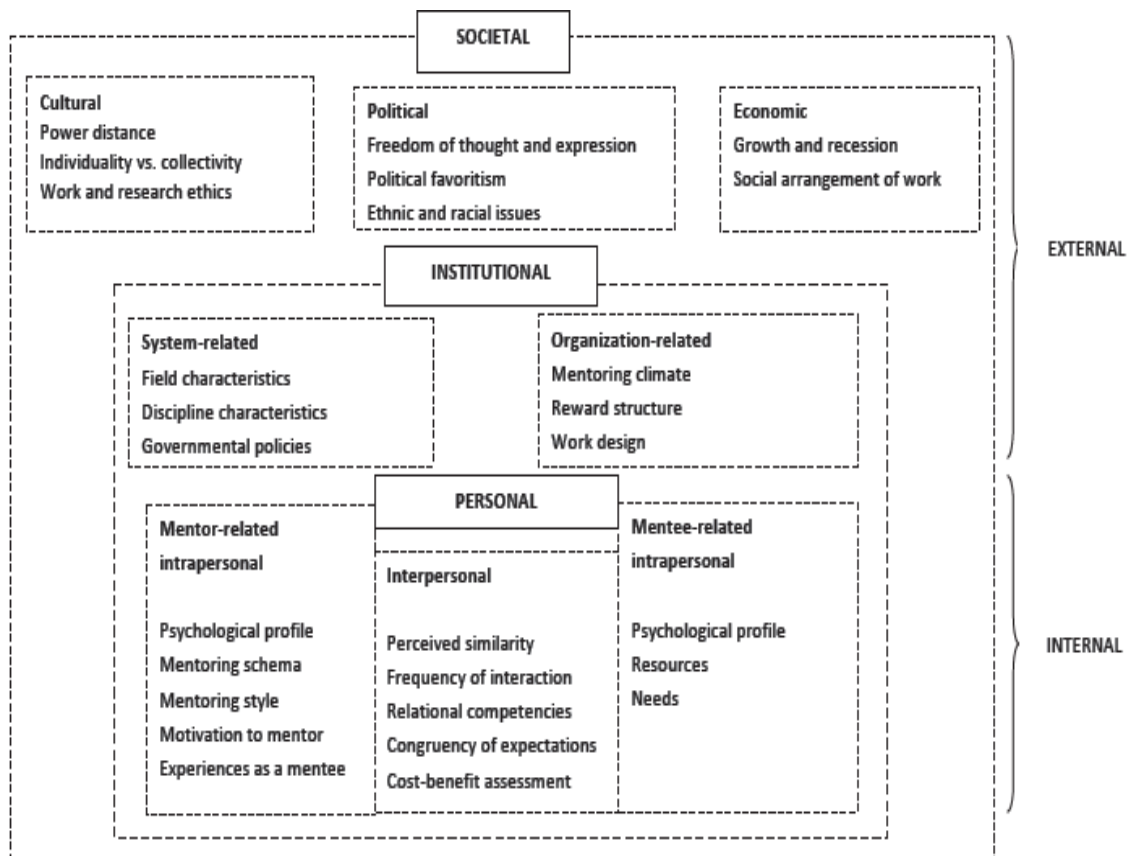 SOCIETAL
Cultural
Power distance
Individuality vs. collectivity
Work and research ethics
Political
Freedom of thought and expression
Political favoritism
Ethnic and racial issues
Economic
Growth and recession
Social arrangement of work
EXTERNAL
INSTITUTIONAL
System-related
Field characteristics
Discipline characteristics
Governmental policies
Organization-related
Mentoring climate
Reward structure
Work design
PERSONAL
Mentor-related
intrapersonal
Psychological profile
Mentoring schema
Mentoring style
Motivation to mentor
Experiences as a mentee
Interpersonal
Perceived similarity
Frequency of interaction
Relational competencies
Congruency of expectations
Cost-benefit assessment
Mentee-related
intrapersonal
Psychological profile
Resources
Needs
INTERNAL